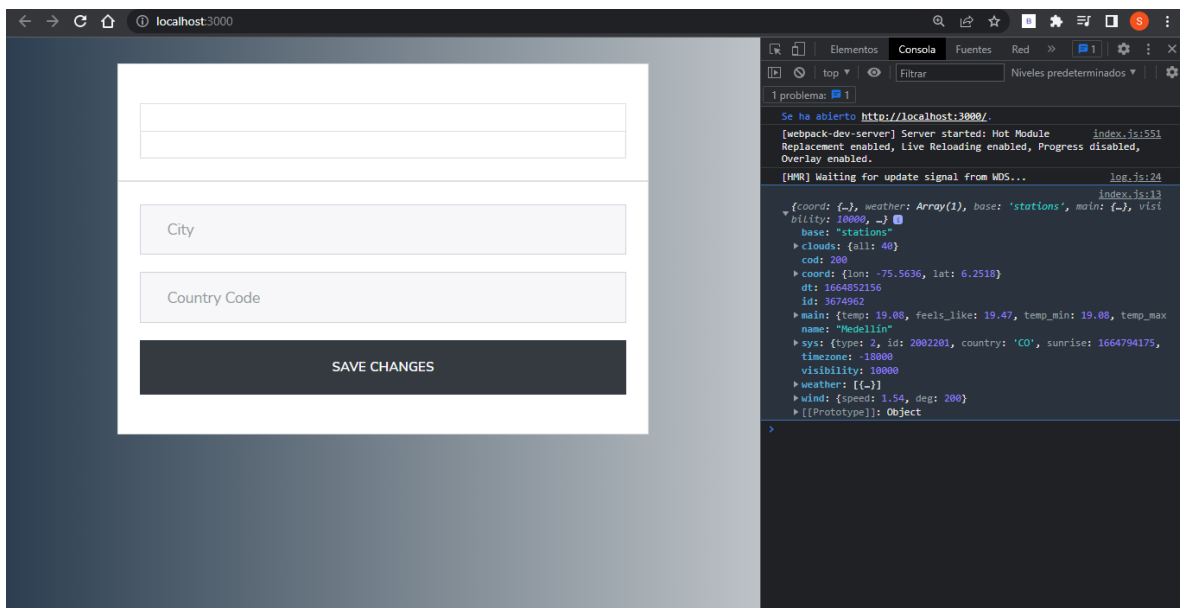 localhost:3000
B
S
City
Country Code
SAVE CHANGES
Elementos Consola Fuentes Red » 1
top ▼ Filtrar Niveles predeterminados ▼
1 problema: 1
Se ha abierto http://localhost:3000/.
[webpack-dev-server] Server started: Hot Module index.js:551
Replacement enabled, Live Reloading enabled, Progress disabled,
Overlay enabled.
[HMR] Waiting for update signal from WDS... log.js:24
index.js:13
{coord: {…}, weather: Array(1), base: 'stations', main: {…}, visi
bility: 10000, …} i
base: "stations"
clouds: {all: 40}
cod: 200
coord: {lon: -75.5636, lat: 6.2518}
dt: 1664852156
id: 3674962
main: {temp: 19.08, feels_like: 19.47, temp_min: 19.08, temp_max
name: "Medellín"
sys: {type: 2, id: 2002201, country: 'CO', sunrise: 1664794175,
timezone: -18000
visibility: 10000
weather: [{…}]
wind: {speed: 1.54, deg: 200}
[[Prototype]]: Object